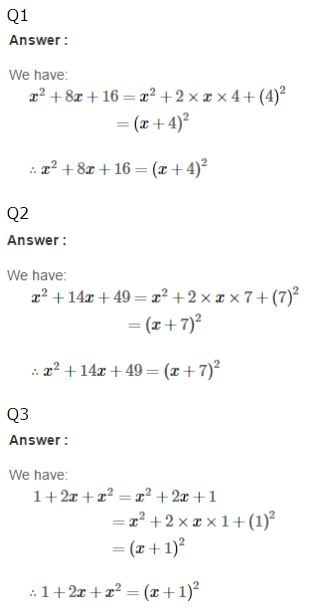 Q1
Answer :
We have:
x² + 8x + 16 = x² + 2 × x × 4 + (4)²
= (x + 4)²
∴ x² + 8x + 16 = (x + 4)²
Q2
Answer :
We have:
x² + 14x + 49 = x² + 2 × x × 7 + (7)²
= (x + 7)²
∴ x² + 14x + 49 = (x + 7)²
Q3
Answer :
We have:
1 + 2x + x² = x² + 2x + 1
= x² + 2 × x × 1 + (1)²
= (x + 1)²
∴ 1 + 2x + x² = (x + 1)²